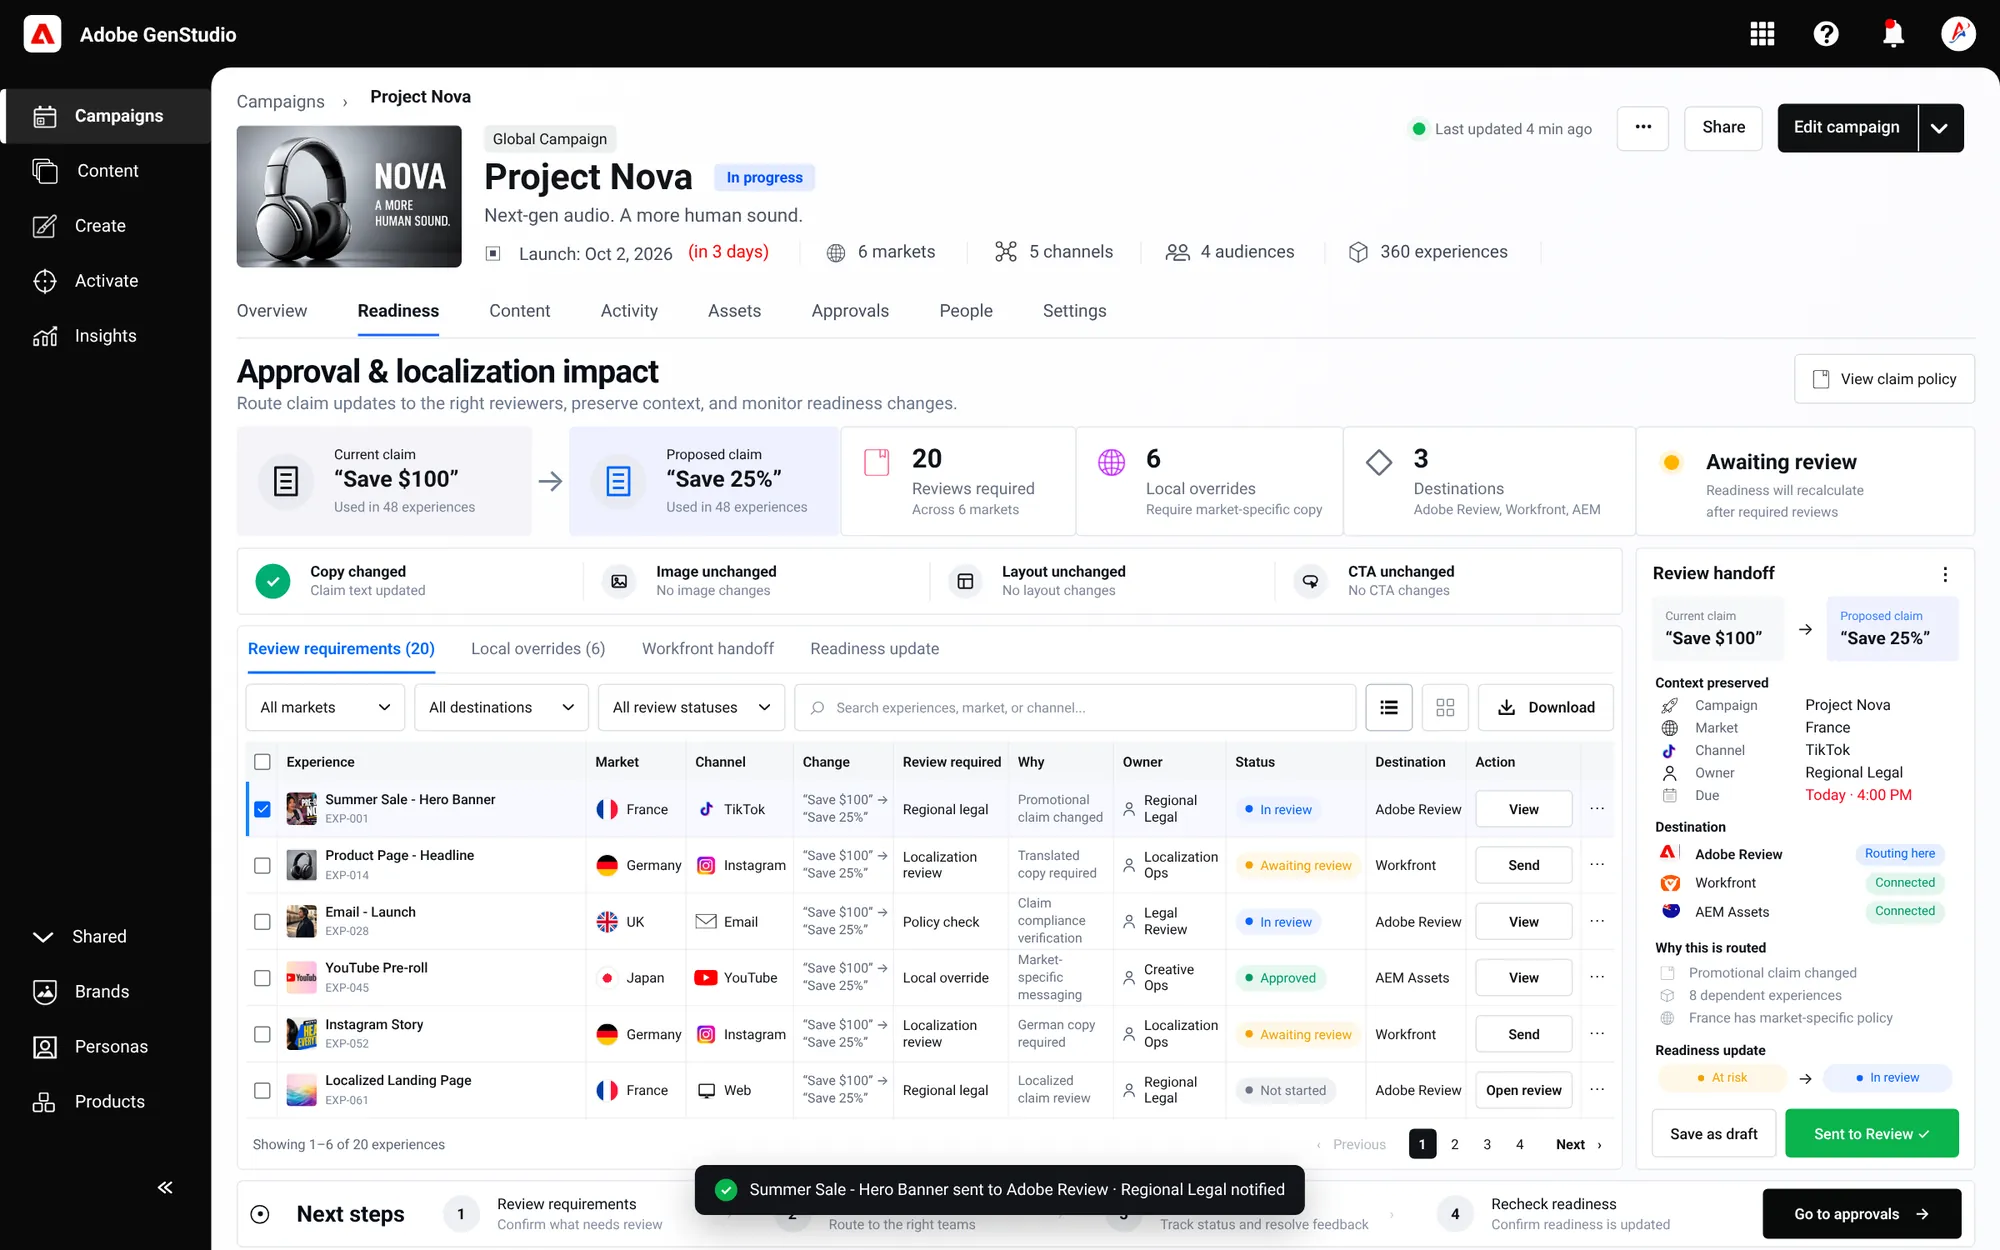 Adobe GenStudio
Campaigns
Content
Create
Activate
Insights
Shared
Brands
Personas
Products
Campaigns › Project Nova
NOVA
A MORE
HUMAN SOUND.
Global Campaign
Project Nova
In progress
Next-gen audio. A more human sound.
Launch: Oct 2, 2026 (in 3 days)
6 markets
5 channels
4 audiences
360 experiences
Last updated 4 min ago
Share
Edit campaign
Overview
Readiness
Content
Activity
Assets
Approvals
People
Settings
Approval & localization impact
Route claim updates to the right reviewers, preserve context, and monitor readiness changes.
View claim policy
Current claim
“Save $100”
Used in 48 experiences
Proposed claim
“Save 25%”
Used in 48 experiences
20
Reviews required
Across 6 markets
6
Local overrides
Require market-specific copy
3
Destinations
Adobe Review, Workfront, AEM
Awaiting review
Readiness will recalculate
after required reviews
Copy changed
Claim text updated
Image unchanged
No image changes
Layout unchanged
No layout changes
CTA unchanged
No CTA changes
Review requirements (20)
Local overrides (6)
Workfront handoff
Readiness update
All markets
All destinations
All review statuses
Search experiences, market, or channel...
Download
Experience Market Channel Change Review required Why Owner Status Destination Action
Summer Sale - Hero Banner
EXP-001
France
TikTok
“Save $100” →
“Save 25%”
Regional legal
Promotional
claim changed
Regional
Legal
In review
Adobe Review
View
Product Page - Headline
EXP-014
Germany
Instagram
“Save $100” →
“Save 25%”
Localization
review
Translated
copy required
Localization
Ops
Awaiting review
Workfront
Send
Email - Launch
EXP-028
UK
Email
“Save $100” →
“Save 25%”
Policy check
Claim
compliance
verification
Legal
Review
In review
Adobe Review
View
YouTube
YouTube Pre-roll
EXP-045
Japan
YouTube
“Save $100” →
“Save 25%”
Local override
Market-
specific
messaging
Creative
Ops
Approved
AEM Assets
View
Instagram Story
EXP-052
Germany
Instagram
“Save $100” →
“Save 25%”
Localization
review
German copy
required
Localization
Ops
Awaiting review
Workfront
Send
Localized Landing Page
EXP-061
France
Web
“Save $100” →
“Save 25%”
Regional legal
Localized
claim review
Regional
Legal
Not started
Adobe Review
Open review
Showing 1–6 of 20 experiences
‹ Previous 1 2 3 4 Next ›
Review handoff
Current claim
“Save $100”
Proposed claim
“Save 25%”
Context preserved
Campaign Project Nova
Market France
Channel TikTok
Owner Regional Legal
Due Today · 4:00 PM
Destination
Adobe Review Routing here
Workfront Connected
AEM Assets Connected
Why this is routed
Promotional claim changed
8 dependent experiences
France has market-specific policy
Readiness update
At risk → In review
Save as draft
Sent to Review ✓
Summer Sale - Hero Banner sent to Adobe Review · Regional Legal notified
Next steps
1
Review requirements
Confirm what needs review
2
Route to the right teams
3
Track status and resolve feedback
4
Recheck readiness
Confirm readiness is updated
Go to approvals →